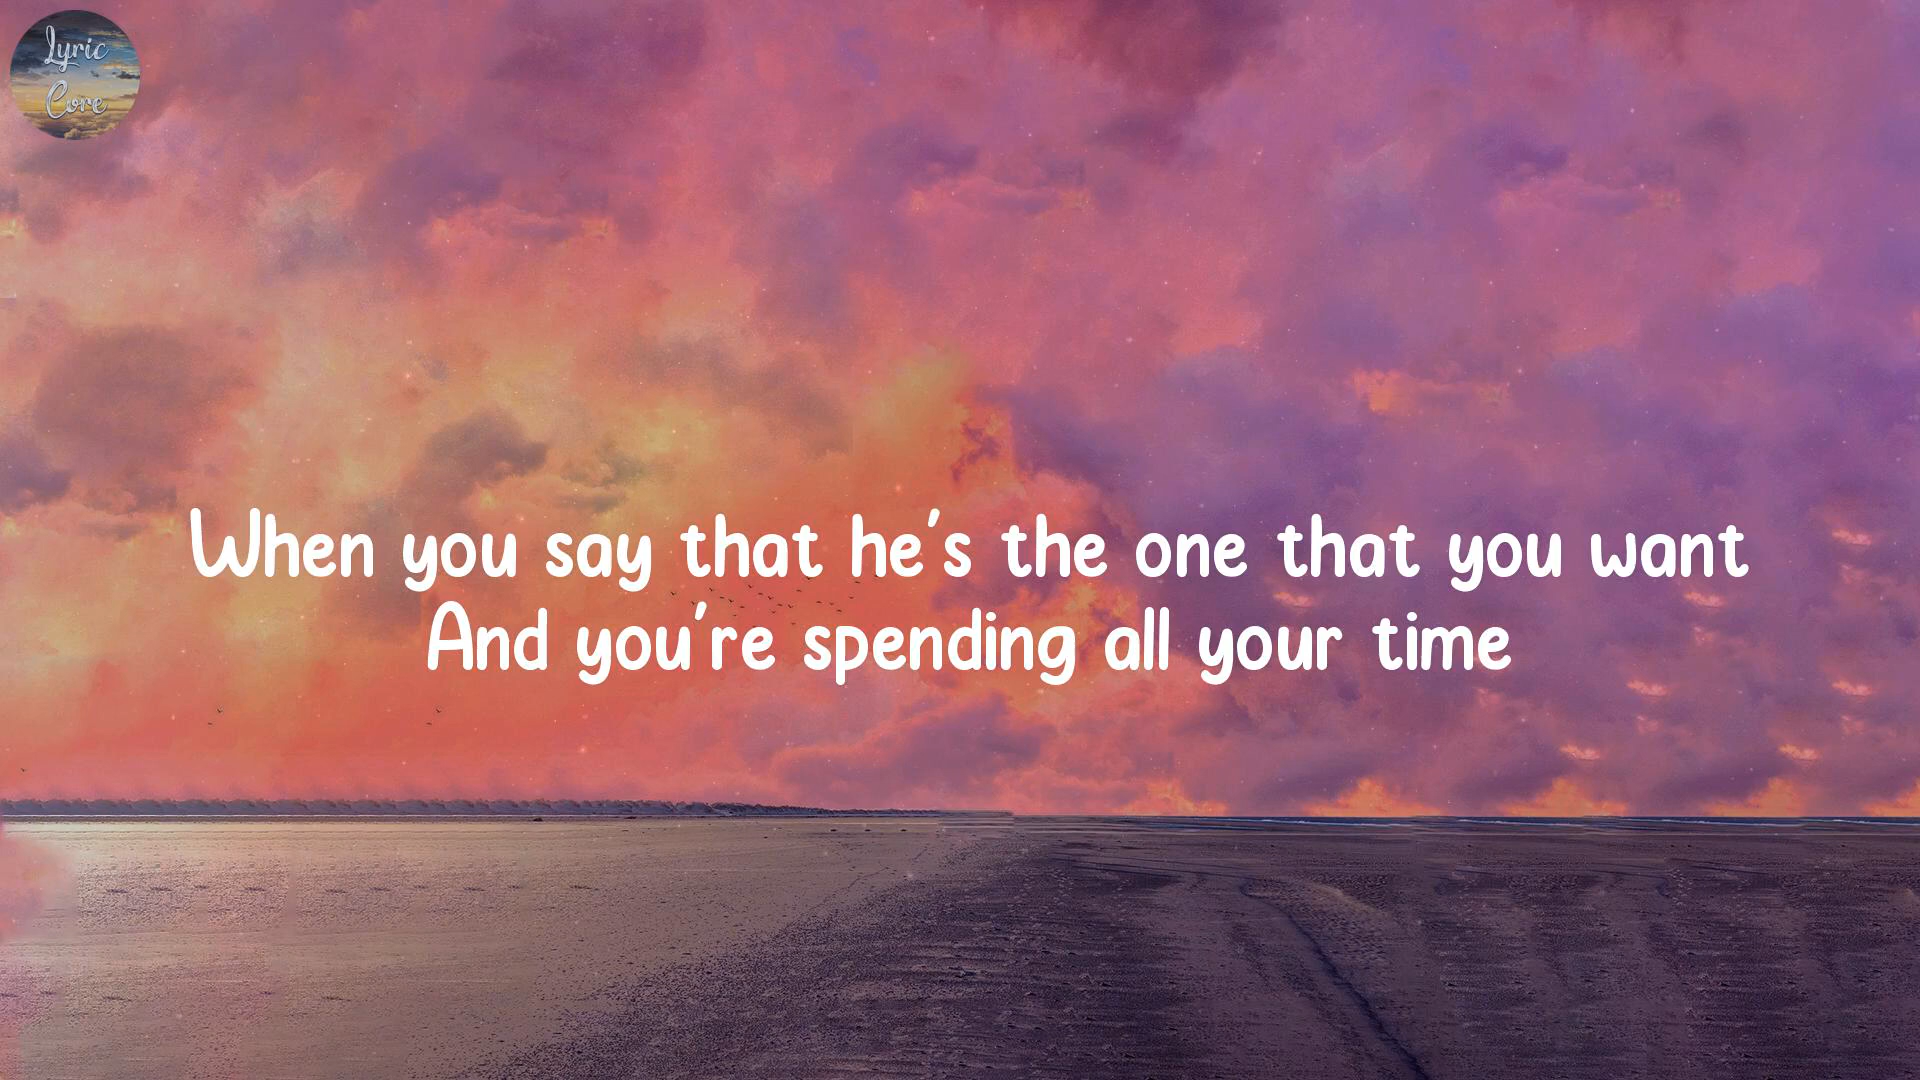 Lyric
Core
When you say that he's the one that you want
And you're spending all your time